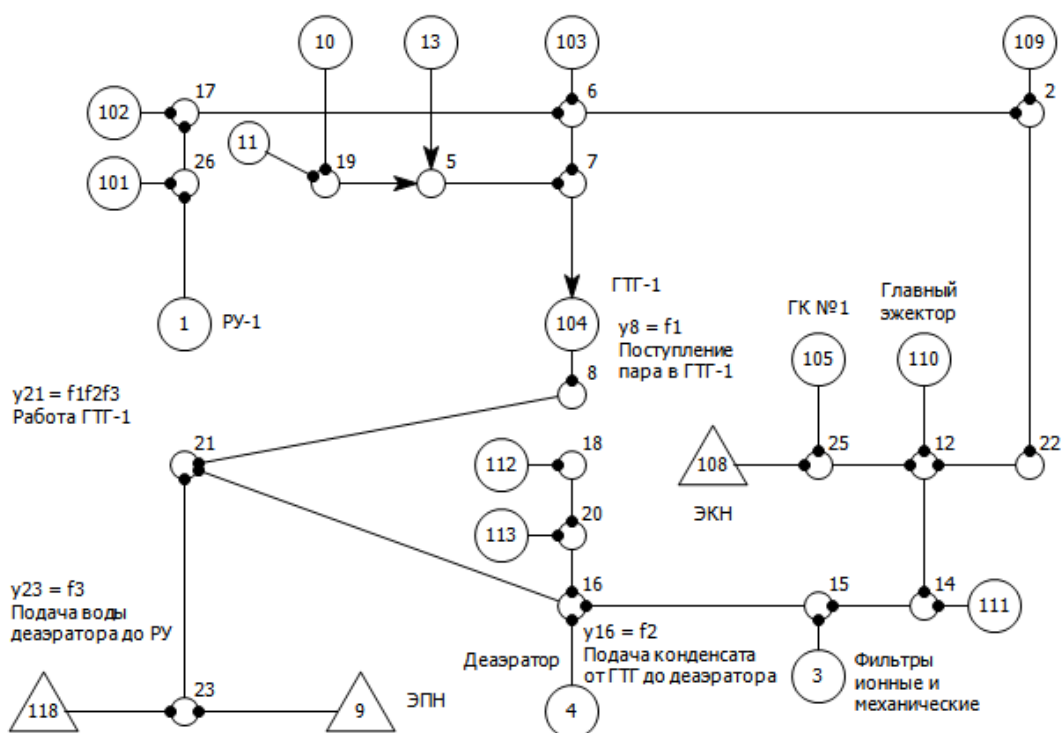 10
13
103
109
102
17
6
2
11
101
26
19
5
7
1
РУ-1
ГТГ-1
104
y8 = f1
Поступление
пара в ГТГ-1
ГК №1
105
Главный
эжектор
110
8
y21 = f1f2f3
Работа ГТГ-1
21
112
18
108
25
12
22
ЭКН
113
20
y23 = f3
Подача воды
деаэратора до РУ
16
15
14
111
y16 = f2
Подача конденсата
от ГТГ до деаэратора
Деаэратор
4
3
Фильтры
ионные и
механические
118
23
9
ЭПН